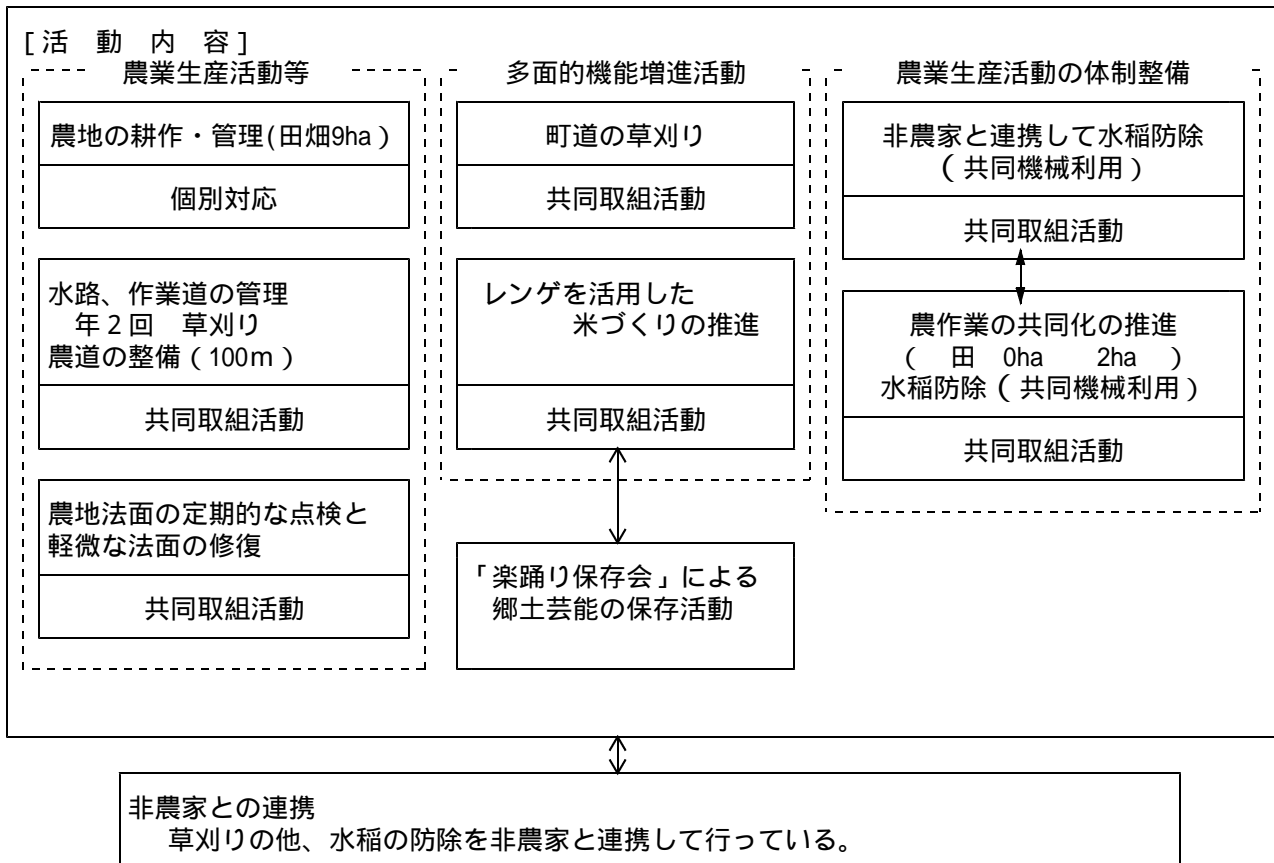 [活 動 内 容]
農業生産活動等
農地の耕作・管理(田畑9ha)
個別対応
水路、作業道の管理
年2回 草刈り
農道の整備(100m)
共同取組活動
農地法面の定期的な点検と
軽微な法面の修復
共同取組活動
多面的機能増進活動
町道の草刈り
共同取組活動
レンゲを活用した
米づくりの推進
共同取組活動
「楽踊り保存会」による
郷土芸能の保存活動
農業生産活動の体制整備
非農家と連携して水稲防除
(共同機械利用)
共同取組活動
農作業の共同化の推進
( 田 0ha 2ha )
水稲防除(共同機械利用)
共同取組活動
非農家との連携
草刈りの他、水稲の防除を非農家と連携して行っている。